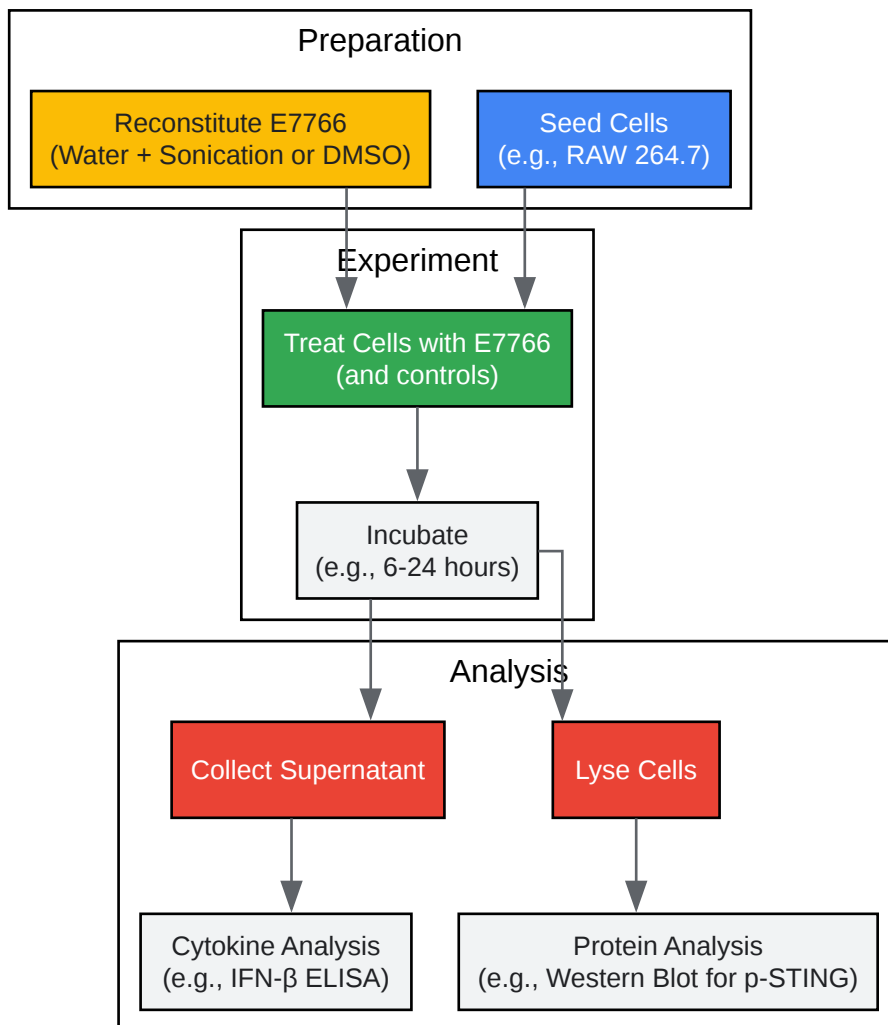 Preparation
Reconstitute E7766
(Water + Sonication or DMSO)
Seed Cells
(e.g., RAW 264.7)
Experiment
Treat Cells with E7766
(and controls)
Incubate
(e.g., 6-24 hours)
Analysis
Collect Supernatant
Lyse Cells
Cytokine Analysis
(e.g., IFN-β ELISA)
Protein Analysis
(e.g., Western Blot for p-STING)